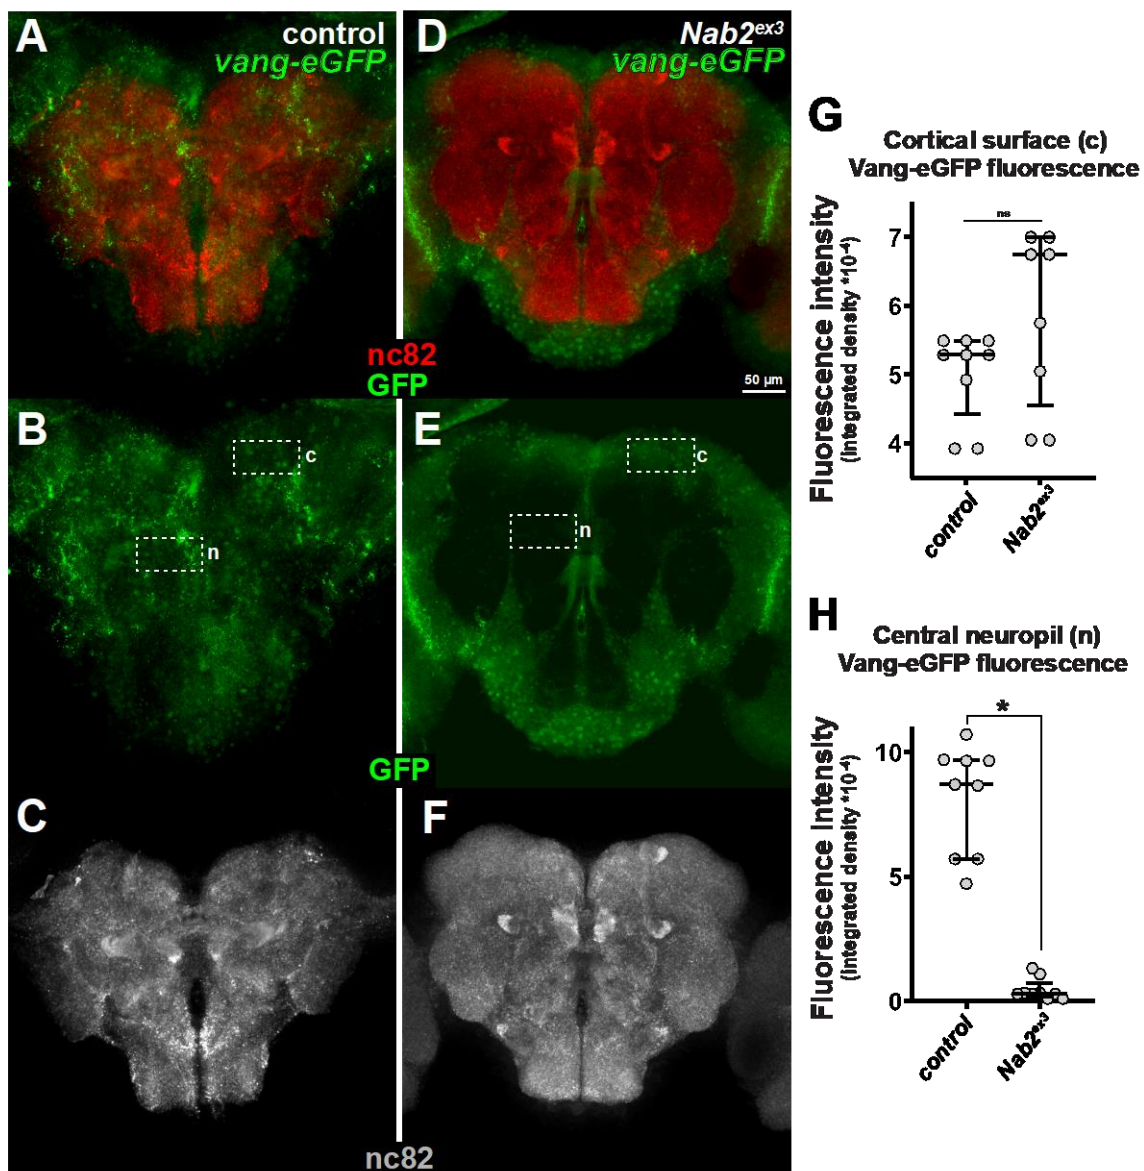 A
control
vang-eGFP
D
Nab2ex3
vang-eGFP
nc82
GFP
50 µm
B
c
n
E
c
n
GFP
C
F
nc82
G
Cortical surface (c)
Vang-eGFP fluorescence
Fluorescence intensity
(Integrated density *10-4)
7
6
5
4
ns
control
Nab2ex3
H
Central neuropil (n)
Vang-eGFP fluorescence
Fluorescence Intensity
(Integrated density *10-4)
10
5
0
*
control
Nab2ex3